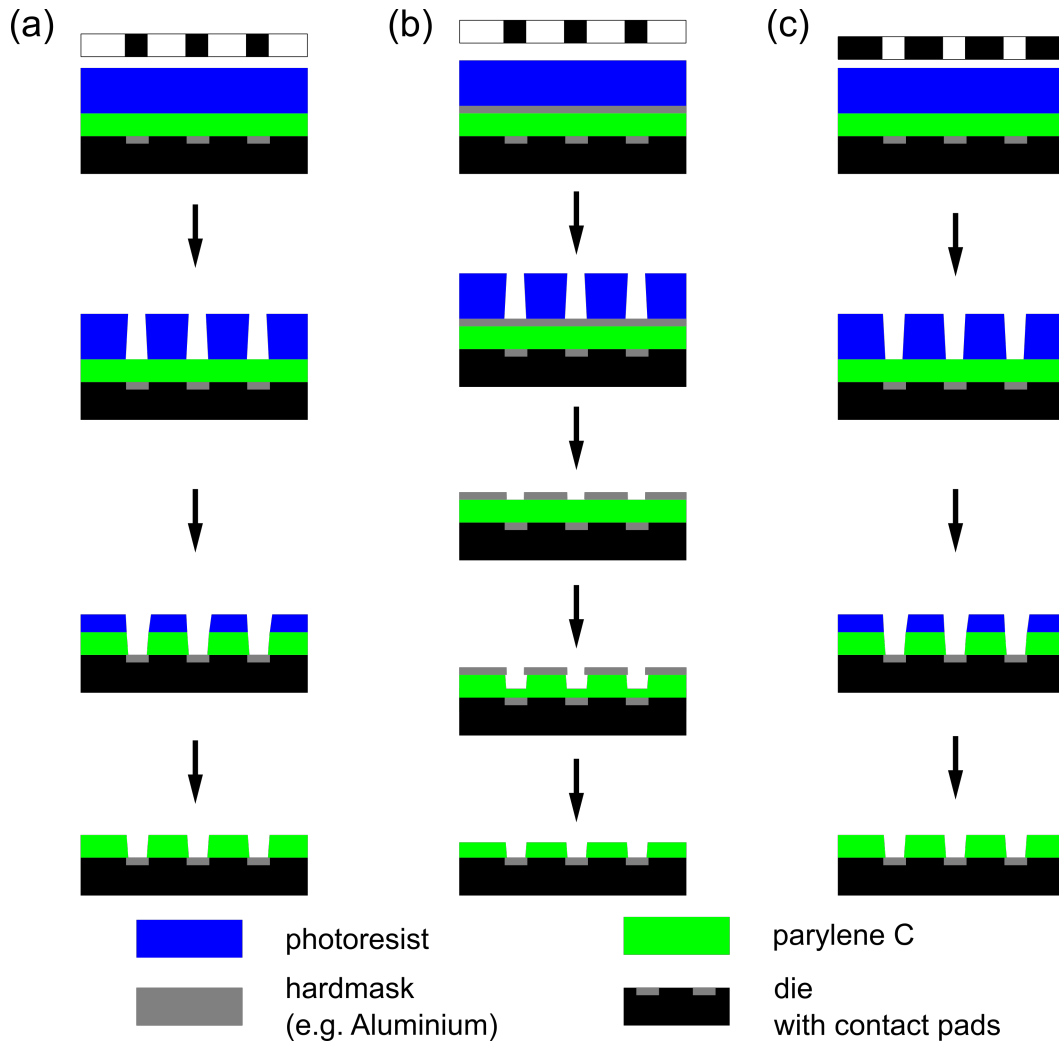 (a)
(b)
(c)
photoresist
parylene C
hardmask
(e.g. Aluminium)
die
with contact pads